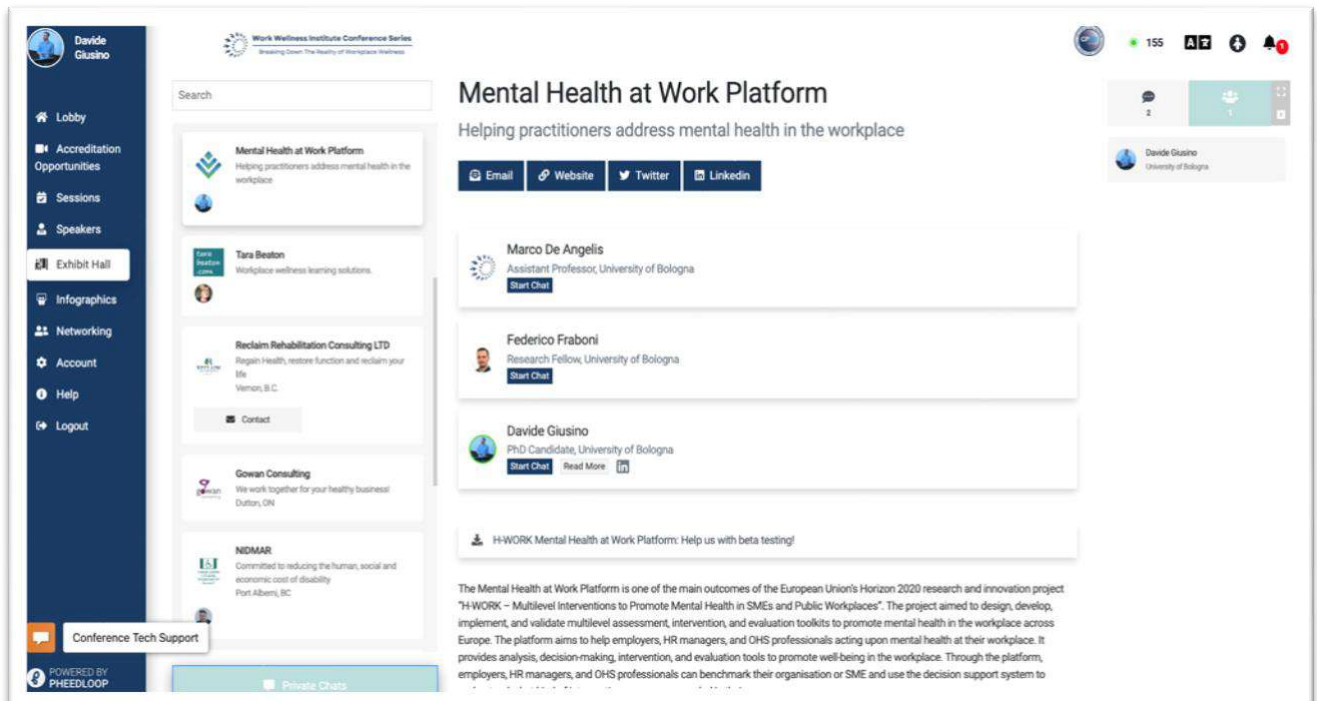 Davide
Giusino
Lobby
Accreditation
Opportunities
Sessions
Speakers
Exhibit Hall
Infographics
Networking
Account
Help
Logout
Conference Tech Support
POWERED BY
PHEEDLOOP
Work Wellness Institute Conference Series
Breaking Down The Reality of Workplace Wellness
Search
Mental Health at Work Platform
Helping practitioners address mental health in the
workplace
tara
beaton
.com
Tara Beaton
Workplace wellness learning solutions.
Reclaim Rehabilitation Consulting LTD
Regain Health, restore function and reclaim your
life
Vernon, B.C.
Contact
gowan
Gowan Consulting
We work together for your healthy business!
Dutton, ON
NIDMAR
Committed to reducing the human, social and
economic cost of disability
Port Alberni, BC
Private Chats
Mental Health at Work Platform
Helping practitioners address mental health in the workplace
Email
Website
Twitter
Linkedin
Marco De Angelis
Assistant Professor, University of Bologna
Start Chat
Federico Fraboni
Research Fellow, University of Bologna
Start Chat
Davide Giusino
PhD Candidate, University of Bologna
Start Chat Read More in
H-WORK Mental Health at Work Platform: Help us with beta testing!
The Mental Health at Work Platform is one of the main outcomes of the European Union's Horizon 2020 research and innovation project
"H-WORK – Multilevel Interventions to Promote Mental Health in SMEs and Public Workplaces". The project aimed to design, develop,
implement, and validate multilevel assessment, intervention, and evaluation toolkits to promote mental health in the workplace across
Europe. The platform aims to help employers, HR managers, and OHS professionals acting upon mental health at their workplace. It
provides analysis, decision-making, intervention, and evaluation tools to promote well-being in the workplace. Through the platform,
employers, HR managers, and OHS professionals can benchmark their organisation or SME and use the decision support system to
155
1
2
1
Davide Giusino
University of Bologna